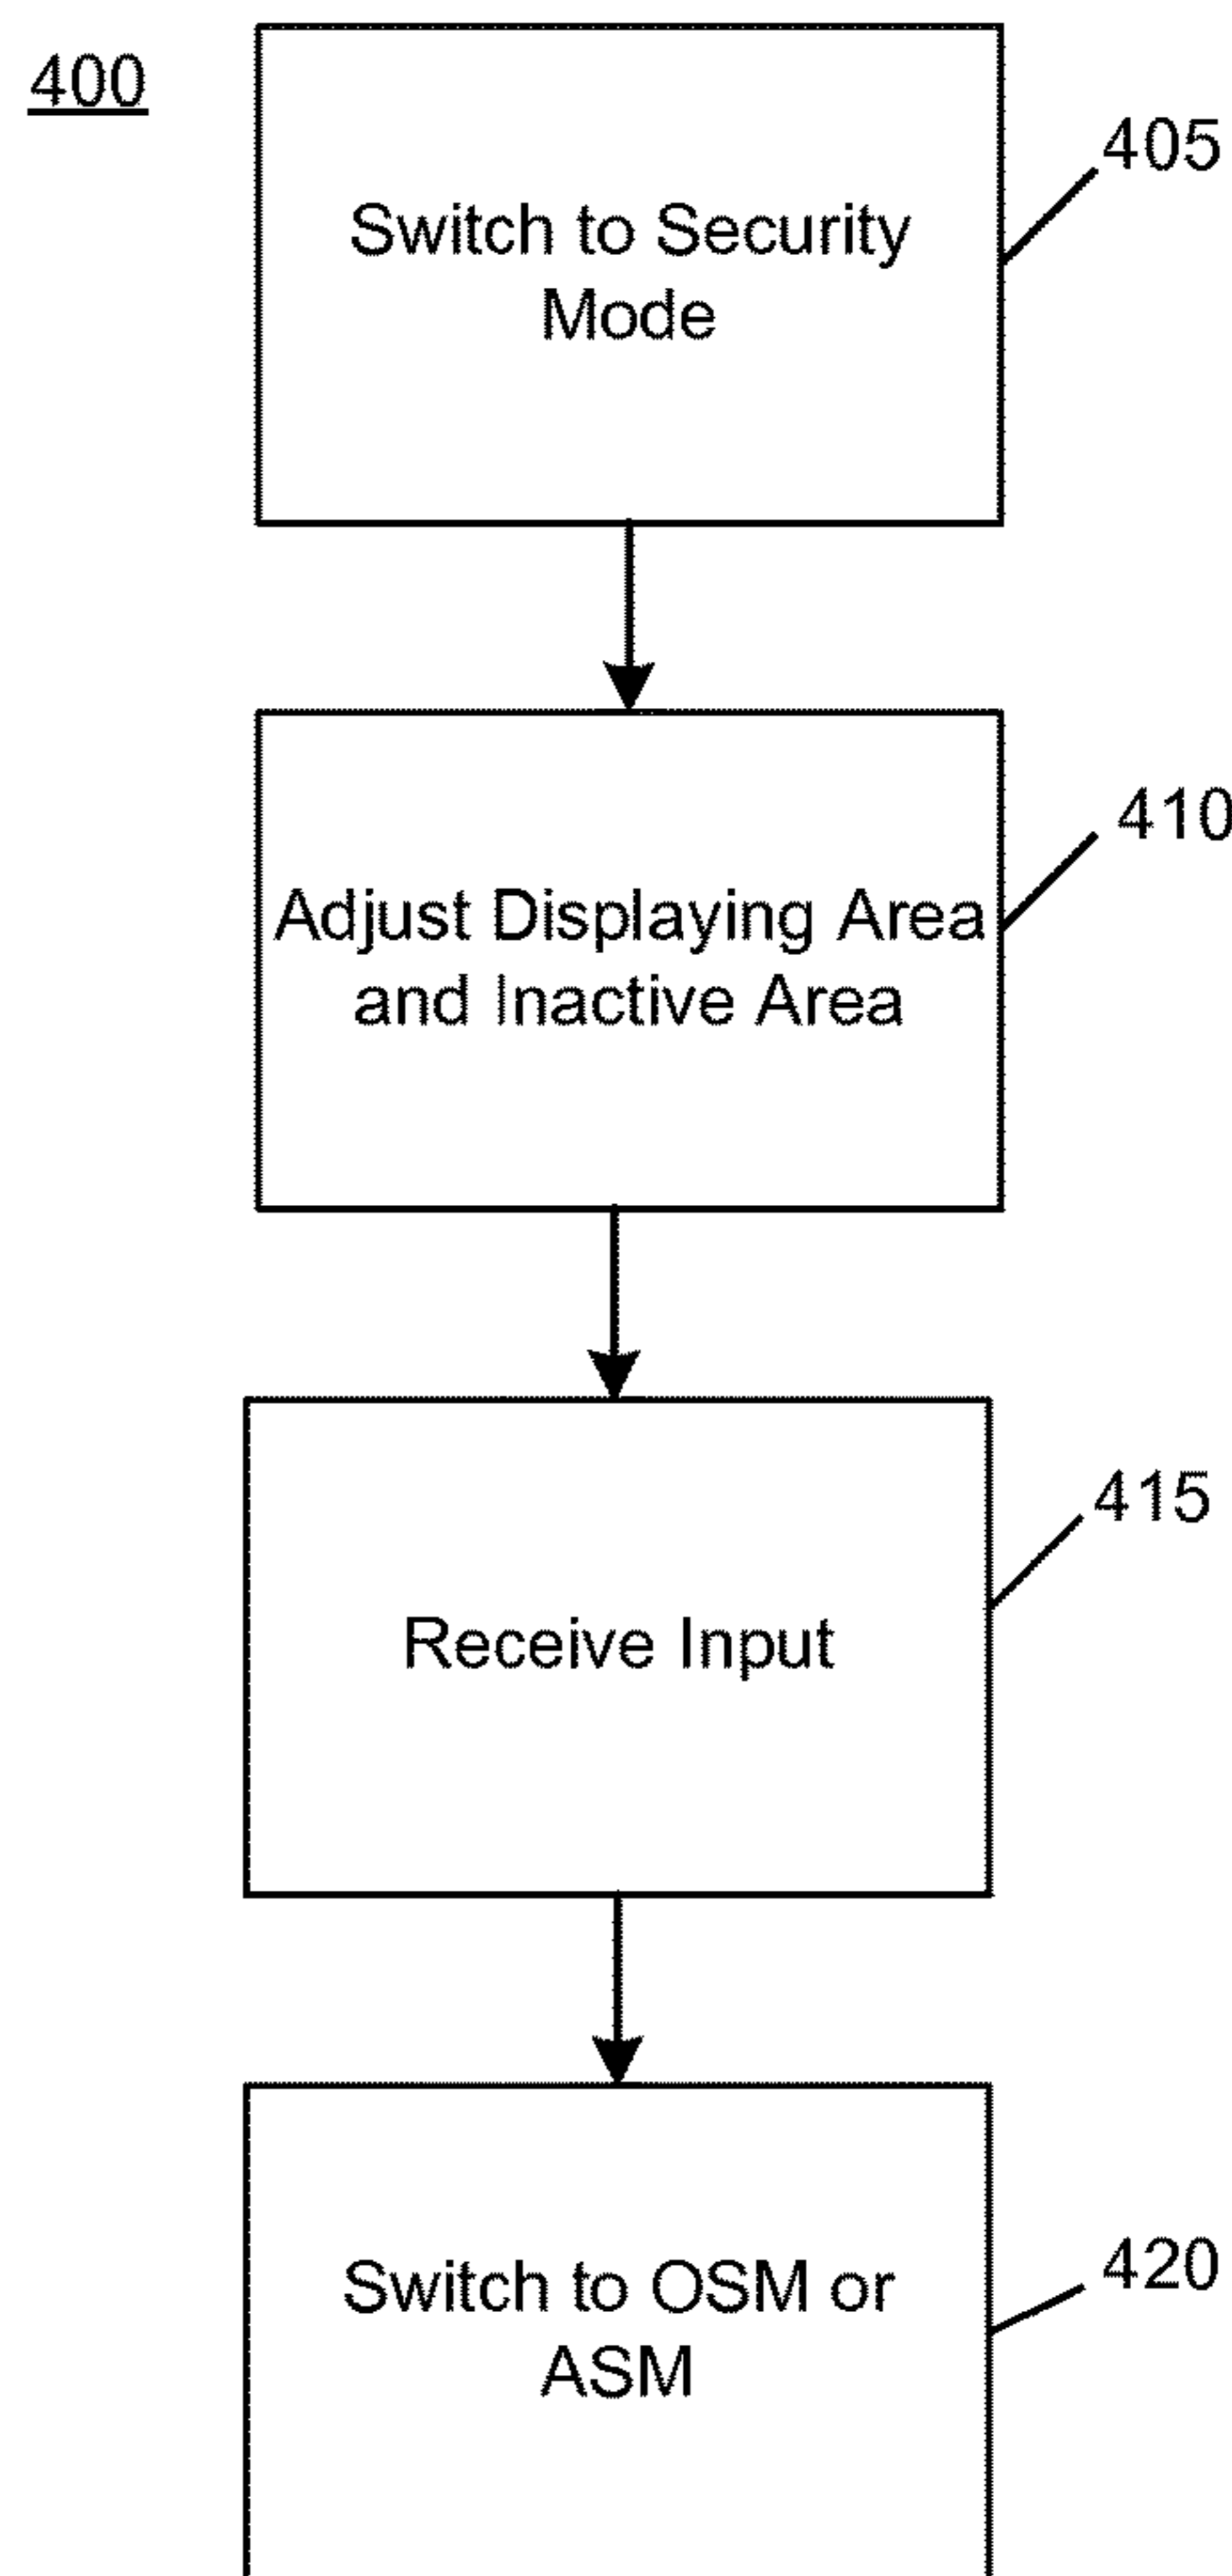 400
405
Switch to Security
Mode
410
Adjust Displaying Area
and Inactive Area
415
Receive Input
420
Switch to OSM or
ASM